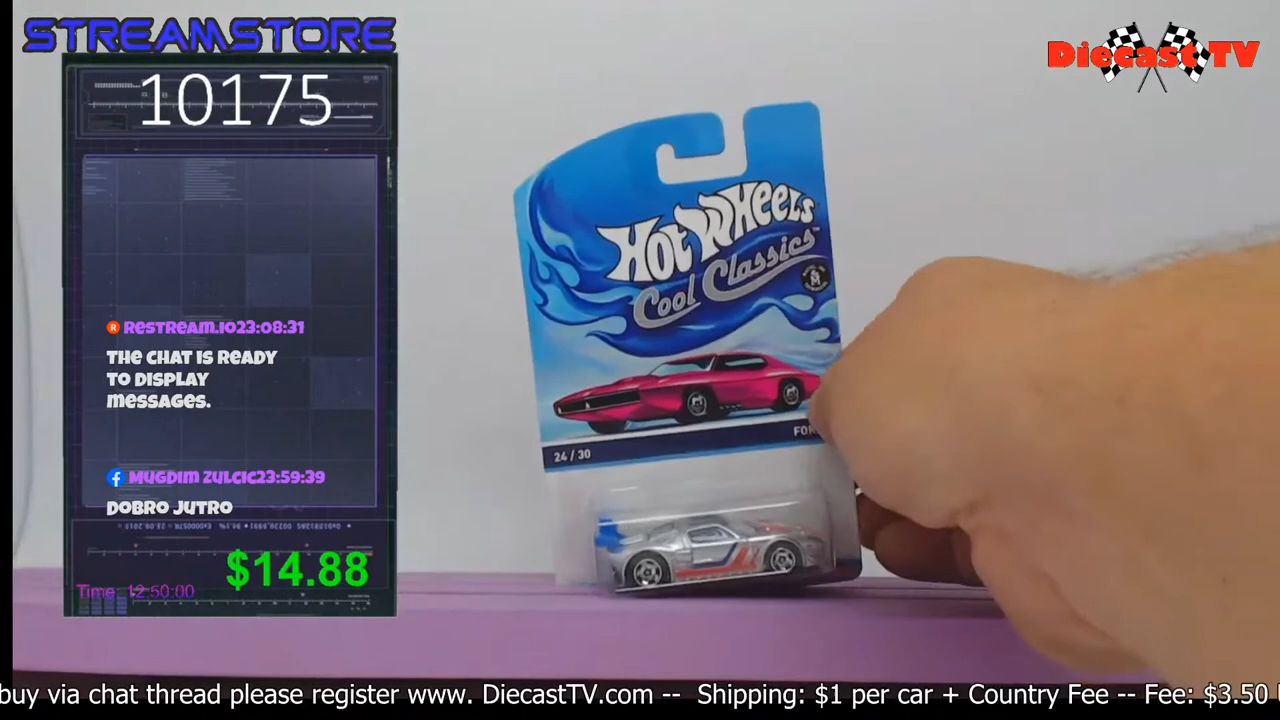 STREAMSTORE
10175
Diecast TV
HOT WHEELS
Cool Classics™
24 / 30
RESTREAM.IO23:08:31
THE CHAT IS READY
TO DISPLAY
MESSAGES.
MUGDIM ZULCIC23:59:39
DOBRO JUTRO
$14.88
Time: 12:50:00
buy via chat thread please register www. DiecastTV.com -- Shipping: $1 per car + Country Fee -- Fee: $3.50